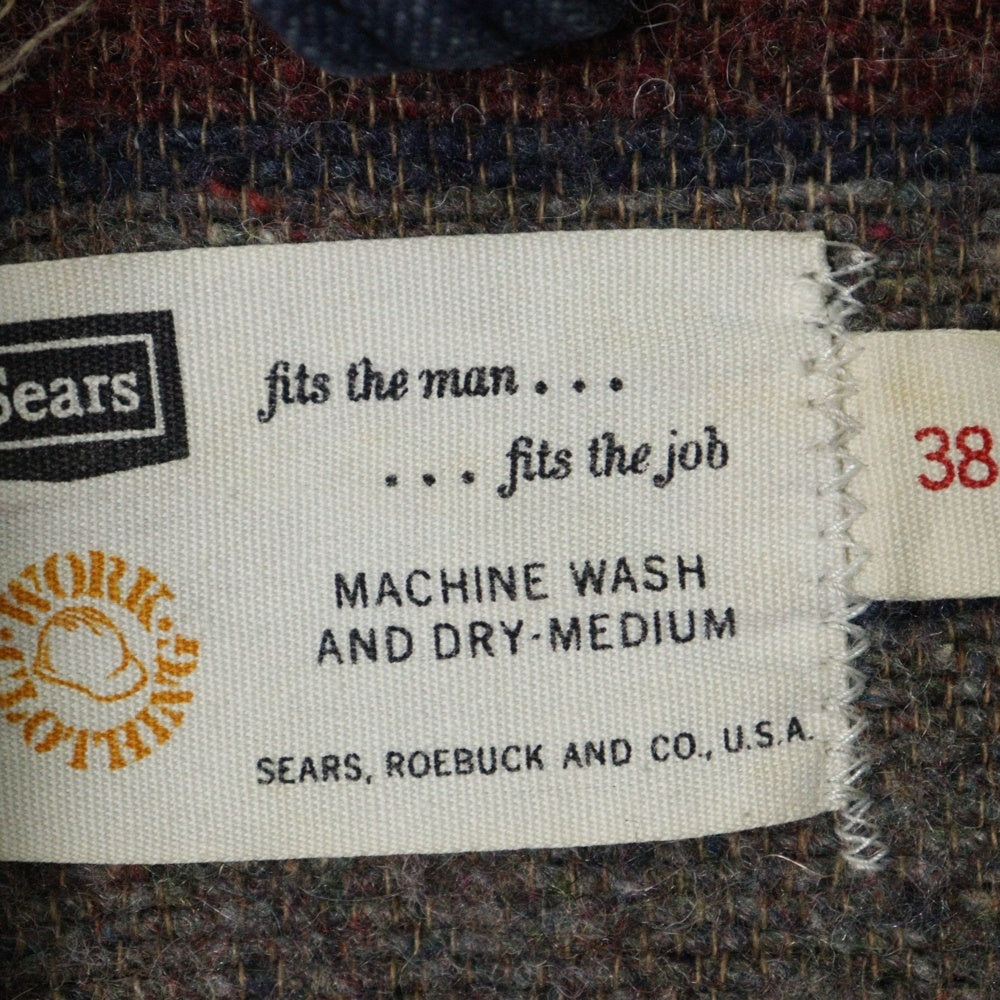 Sears
fits the man . . .
. . . fits the job
38
WORK · CLOTHING ·
MACHINE WASH
AND DRY-MEDIUM
SEARS, ROEBUCK AND CO., U.S.A.